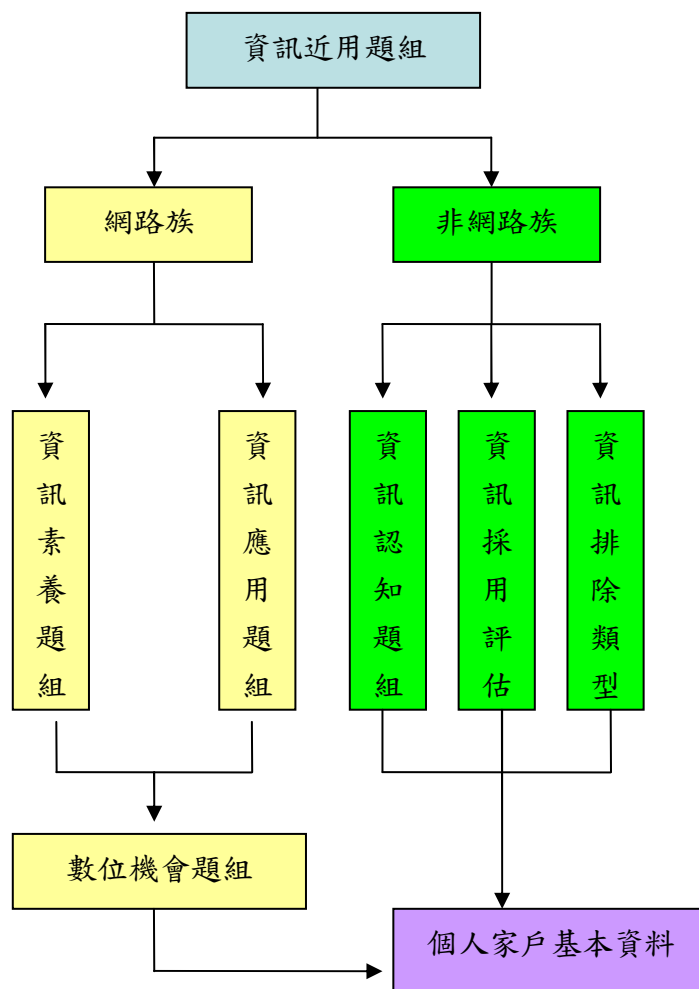 資訊近用題組
網路族
非網路族
資訊素養題組
資訊應用題組
資訊認知題組
資訊採用評估
資訊排除類型
數位機會題組
個人家戶基本資料